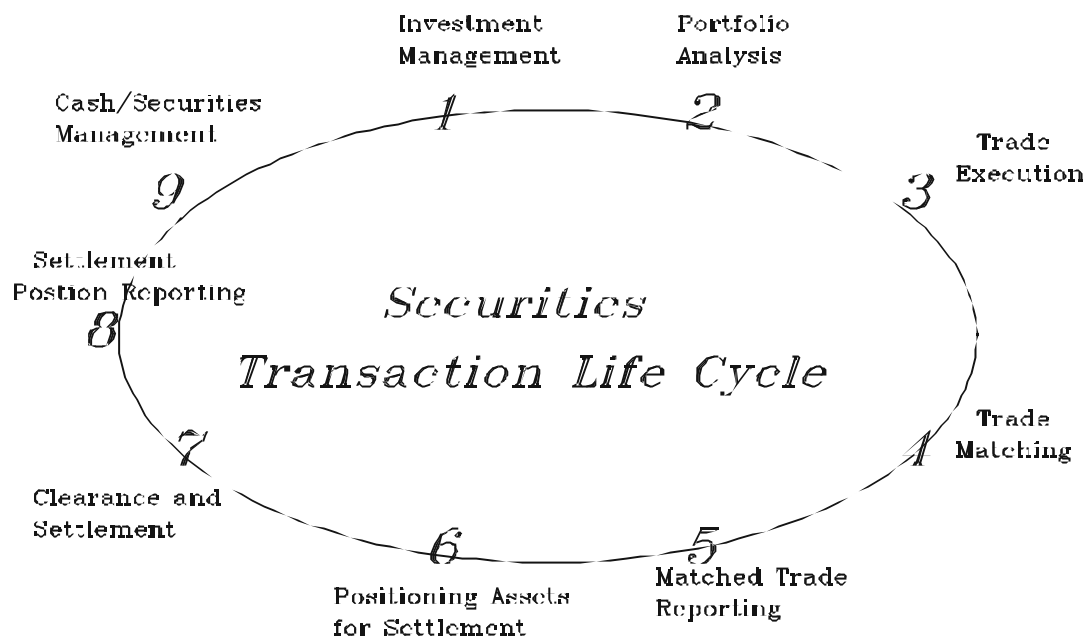 Investment
Management
1
Portfolio
Analysis
2
Trade
Execution
3
Trade
Matching
4
Matched Trade
Reporting
5
Positioning Assets
for Settlement
6
Clearance and
Settlement
7
Settlement
Postion Reporting
8
Cash/Securities
Management
9
Securities
Transaction Life Cycle